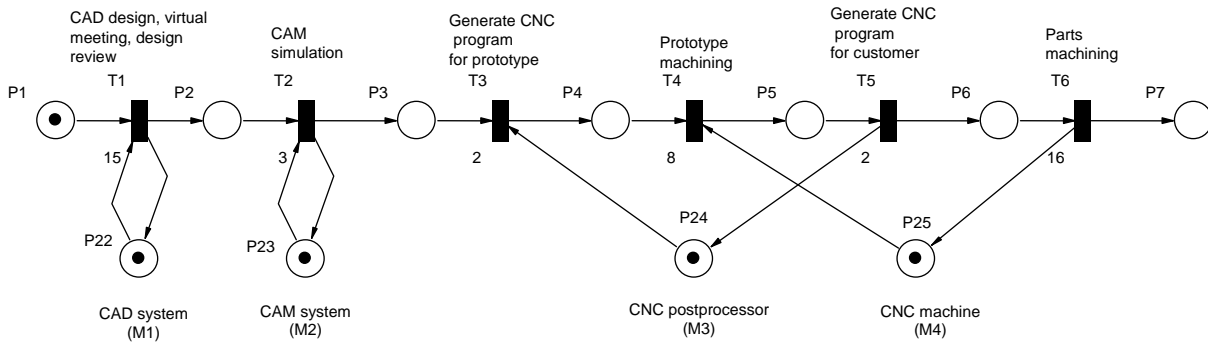 CAD design, virtual
meeting, design
review
CAM
simulation
Generate CNC
program
for prototype
Prototype
machining
Generate CNC
program
for customer
Parts
machining
P1
T1
P2
T2
P3
T3
P4
T4
P5
T5
P6
T6
P7
15
3
2
8
2
16
P22
P23
P24
P25
CAD system
(M1)
CAM system
(M2)
CNC postprocessor
(M3)
CNC machine
(M4)